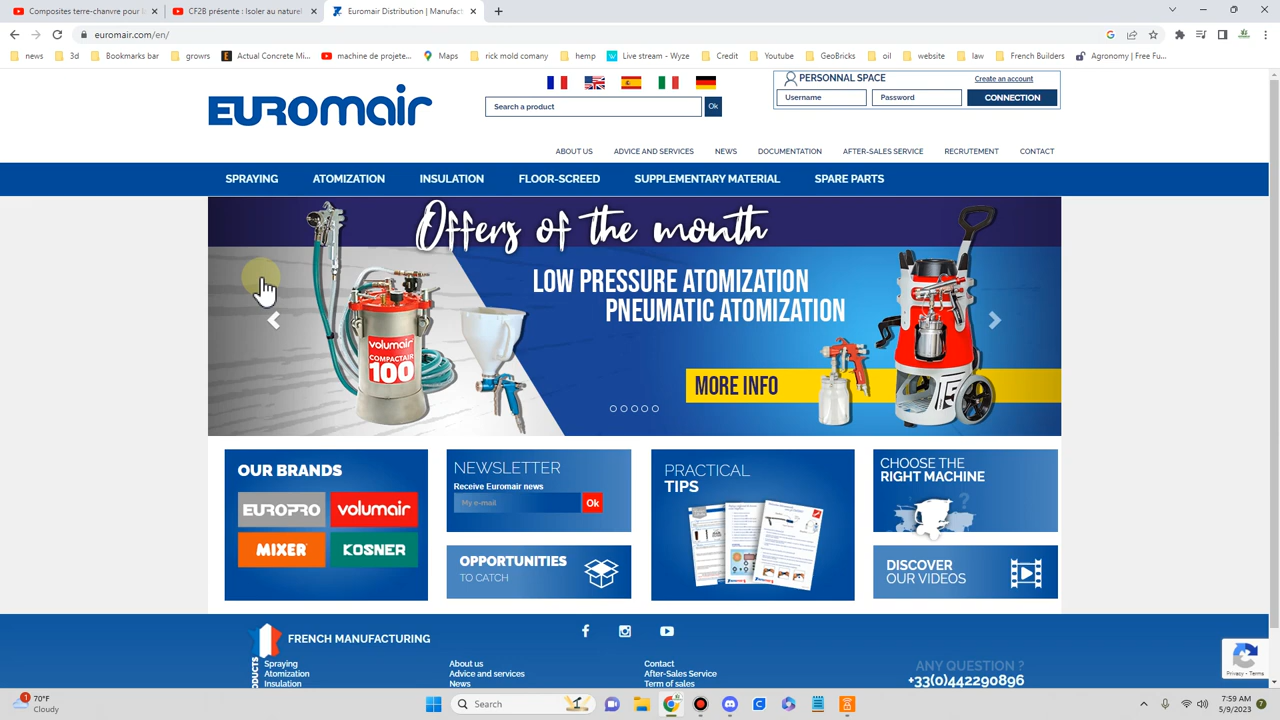 Composites terre-chanvre pour k
CF2B présente : Isoler au naturel
Euromair Distribution | Manufact
euromair.com/en/
news
3d
Bookmarks bar
growrs
Actual Concrete Mi...
machine de projete...
Maps
rick mold comany
hemp
Live stream - Wyze
Credit
Youtube
GeoBricks
oil
website
law
French Builders
Agronomy | Free Fu...
EUROMAIR
Search a product
Ok
PERSONNAL SPACE
Create an account
Username
Password
CONNECTION
ABOUT US
ADVICE AND SERVICES
NEWS
DOCUMENTATION
AFTER-SALES SERVICE
RECRUTEMENT
CONTACT
SPRAYING
ATOMIZATION
INSULATION
FLOOR-SCREED
SUPPLEMENTARY MATERIAL
SPARE PARTS
Offers of the month
LOW PRESSURE ATOMIZATION
PNEUMATIC ATOMIZATION
volumair
COMPACTAIR
100
MORE INFO
OUR BRANDS
EUROPRO
volumair
MIXER
KOSNER
NEWSLETTER
Receive Euromair news
My e-mail
Ok
OPPORTUNITIES
TO CATCH
PRACTICAL
TIPS
CHOOSE THE
RIGHT MACHINE
?
DISCOVER
OUR VIDEOS
FRENCH MANUFACTURING
Spraying
Atomization
Insulation
About us
Advice and services
News
Contact
After-Sales Service
Term of sales
ANY QUESTION ?
+33(0)442290896
Privacy - Terms
1
70°F
Cloudy
Search
7:59 AM
5/9/2023